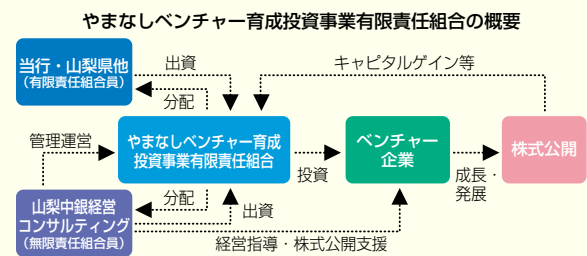 やまなしベンチャー育成投資事業有限責任組合の概要
当行・山梨県他
（有限責任組合員）
出資
分配
キャピタルゲイン等
管理運営
やまなしベンチャー育成
投資事業有限責任組合
投資
ベンチャー
企業
成長・
発展
株式公開
山梨中銀経営
コンサルティング
（無限責任組合員）
分配
出資
経営指導・株式公開支援